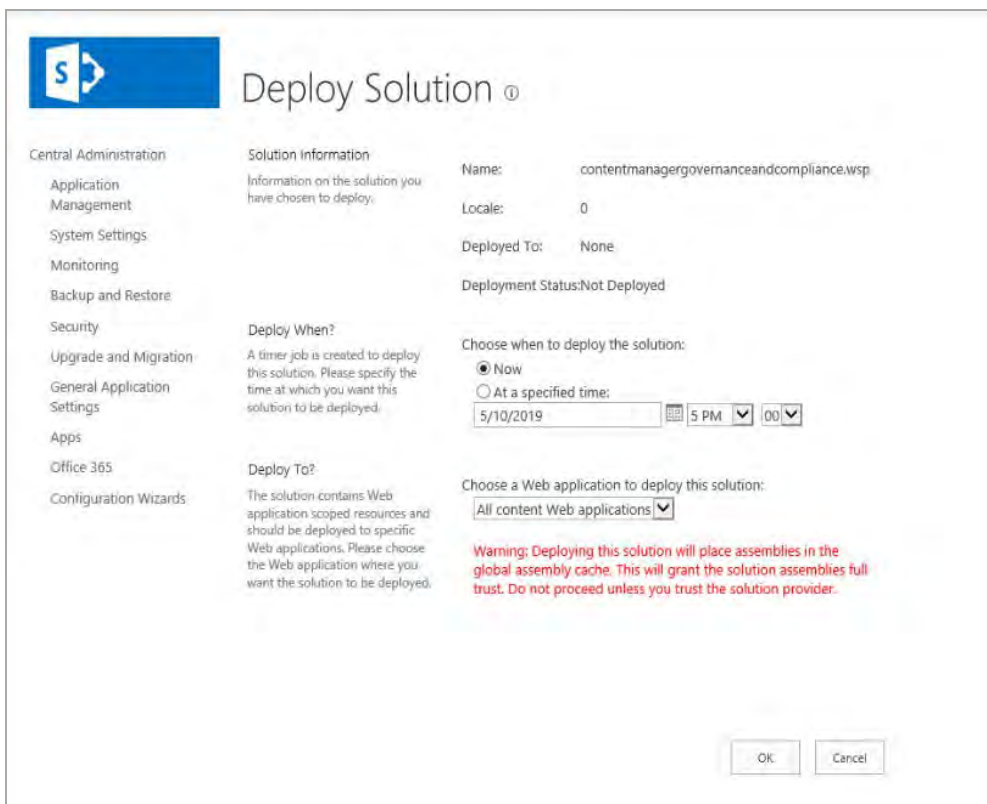 S
Deploy Solution
Central Administration
Application
Management
System Settings
Monitoring
Backup and Restore
Security
Upgrade and Migration
General Application
Settings
Apps
Office 365
Configuration Wizards
Solution Information
Information on the solution you
have chosen to deploy.
Name: contentmanagergovernanceandcompliance.wsp
Locale: 0
Deployed To: None
Deployment Status:Not Deployed
Deploy When?
A timer job is created to deploy
this solution. Please specify the
time at which you want this
solution to be deployed.
Choose when to deploy the solution:
Now
At a specified time:
5/10/2019 5 PM 00
Deploy To?
The solution contains Web
application scoped resources and
should be deployed to specific
Web applications. Please choose
the Web application where you
want the solution to be deployed.
Choose a Web application to deploy this solution:
All content Web applications
Warning: Deploying this solution will place assemblies in the
global assembly cache. This will grant the solution assemblies full
trust. Do not proceed unless you trust the solution provider.
OK Cancel